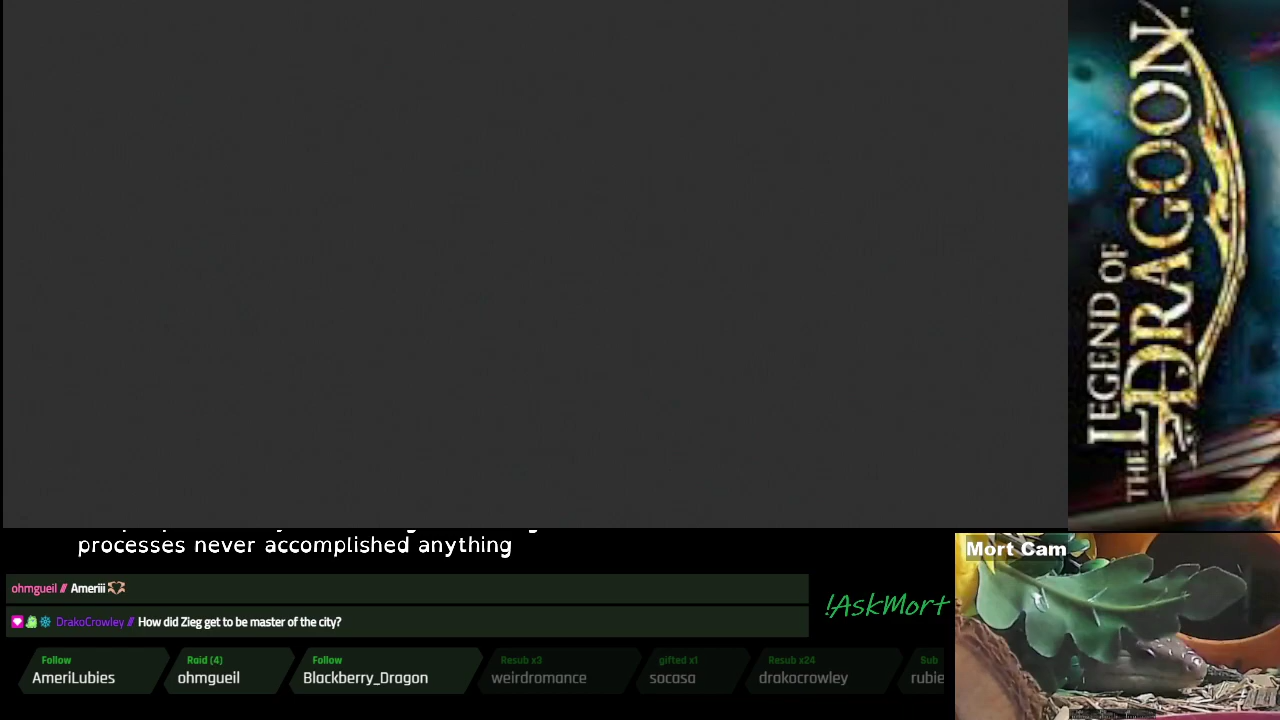 THE LEGEND OF
DRAGOON
processes never accomplished anything
Mort Cam
ohmgueil // Ameriii
DrakoCrowley // How did Zieg get to be master of the city?
!AskMort
Follow
AmeriLubies
Raid (4)
ohmgueil
Follow
Blackberry_Dragon
Resub x3
weirdromance
gifted x1
socasa
Resub x24
drakocrowley
Sub
rubie